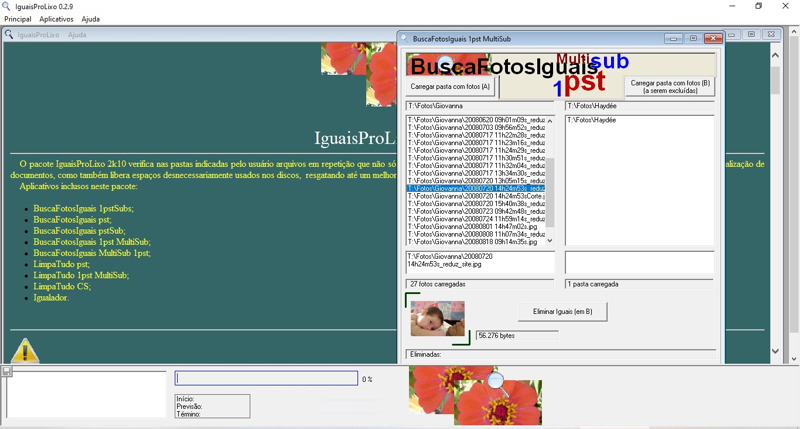 IguaisProLixo 0.2.9
Principal Aplicativos Ajuda
IguaisProLixo Ajuda
IguaisProL
O pacote IguaisProLixo 2k10 verifica nas pastas indicadas pelo usuário arquivos em repetição que não só
alização de
documentos, como também libera espaços desnecessariamente usados nos discos, resgatando até um melhor
Aplicativos inclusos neste pacote:
BuscaFotosIguais 1pstSubs;
BuscaFotosIguais pst;
BuscaFotosIguais pstSub;
BuscaFotosIguais 1pst MultiSub;
BuscaFotosIguais MultiSub 1pst;
LimpaTudo pst;
LimpaTudo 1pst MultiSub;
LimpaTudo CS;
Igualador.
BuscaFotosIguais 1pst MultiSub
BuscaFotosIguais
Multisub
1pst
Carregar pasta com fotos (A)
Carregar pasta com fotos (B)
(a serem excluídas)
T:\Fotos\Giovanna
T:\Fotos\Haydée
T:\Fotos\Giovanna\20080620 09h01m09s_reduz
T:\Fotos\Giovanna\20080703 09h56m52s_reduz
T:\Fotos\Giovanna\20080717 11h22m28s_reduz
T:\Fotos\Giovanna\20080717 11h23m30s_reduz
T:\Fotos\Giovanna\20080717 11h24m29s_reduz
T:\Fotos\Giovanna\20080717 11h30m51s_reduz
T:\Fotos\Giovanna\20080717 11h32m04s_reduz
T:\Fotos\Giovanna\20080717 13h34m30s_reduz
T:\Fotos\Giovanna\20080720 13h05m15s_reduz
T:\Fotos\Giovanna\20080720 14h24m53s_reduz
T:\Fotos\Giovanna\20080720 14h24m53sCorte.j
T:\Fotos\Giovanna\20080720 15h40m38s_reduz
T:\Fotos\Giovanna\20080723 09h42m48s_reduz
T:\Fotos\Giovanna\20080724 11h59m14s_reduz
T:\Fotos\Giovanna\20080801 14h47m02s.jpg
T:\Fotos\Giovanna\20080808 11h07m34s_reduz
T:\Fotos\Giovanna\20080818 09h14m35s.jpg
T:\Fotos\Haydée
T:\Fotos\Giovanna\20080720
14h24m53s_reduz_site.jpg
27 fotos carregadas
1 pasta carregada
Eliminar Iguais (em B)
56.276 bytes
Eliminadas:
0 %
Início:
Previsão:
Término: